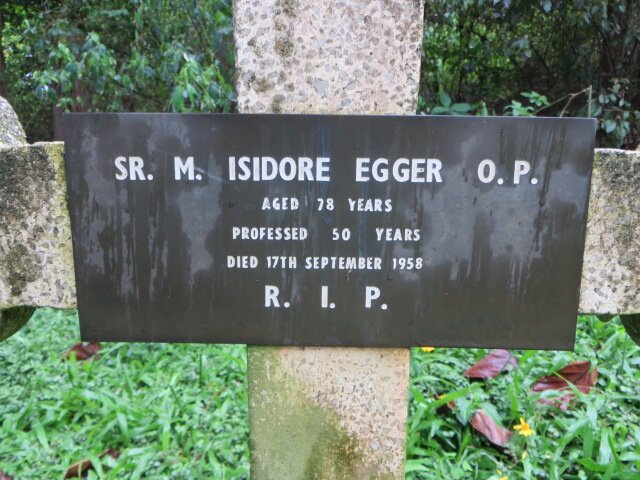 SR. M. ISIDORE EGGER O.P.
AGED 78 YEARS
PROFESSED 50 YEARS
DIED 17TH SEPTEMBER 1958
R. I. P.